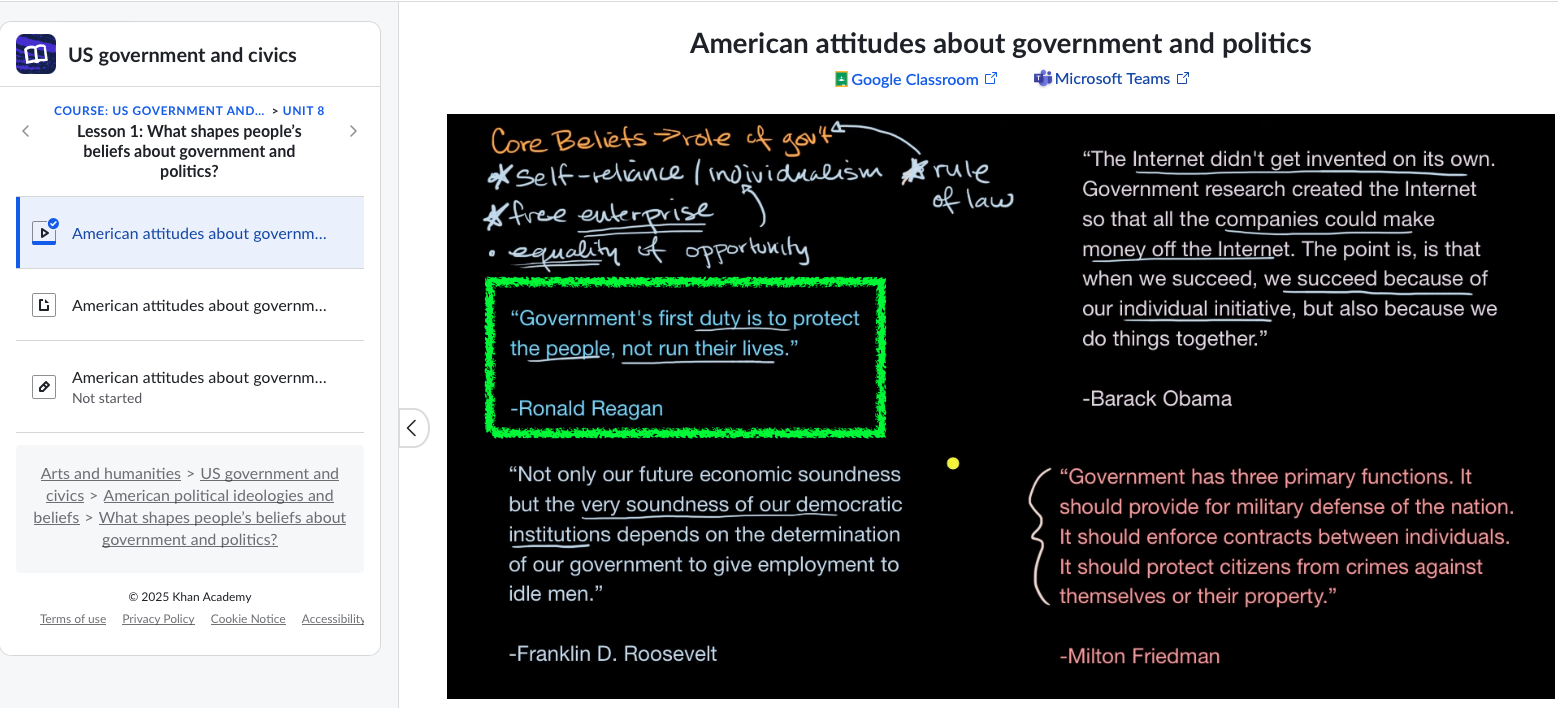 US government and civics
COURSE: US GOVERNMENT AND... > UNIT 8
Lesson 1: What shapes people's
beliefs about government and
politics?
American attitudes about governm...
American attitudes about governm...
American attitudes about governm...
Not started
Arts and humanities > US government and
civics > American political ideologies and
beliefs > What shapes people's beliefs about
government and politics?
© 2025 Khan Academy
Terms of use Privacy Policy Cookie Notice Accessibility
American attitudes about government and politics
Google Classroom Microsoft Teams
Core Beliefs → role of gov't
* Self-reliance / individualism
* rule
of law
* free enterprise
• equality of opportunity
“Government's first duty is to protect
the people, not run their lives.”
-Ronald Reagan
“The Internet didn't get invented on its own.
Government research created the Internet
so that all the companies could make
money off the Internet. The point is, is that
when we succeed, we succeed because of
our individual initiative, but also because we
do things together.”
-Barack Obama
“Not only our future economic soundness
but the very soundness of our democratic
institutions depends on the determination
of our government to give employment to
idle men.”
-Franklin D. Roosevelt
“Government has three primary functions. It
should provide for military defense of the nation.
It should enforce contracts between individuals.
It should protect citizens from crimes against
themselves or their property.”
-Milton Friedman